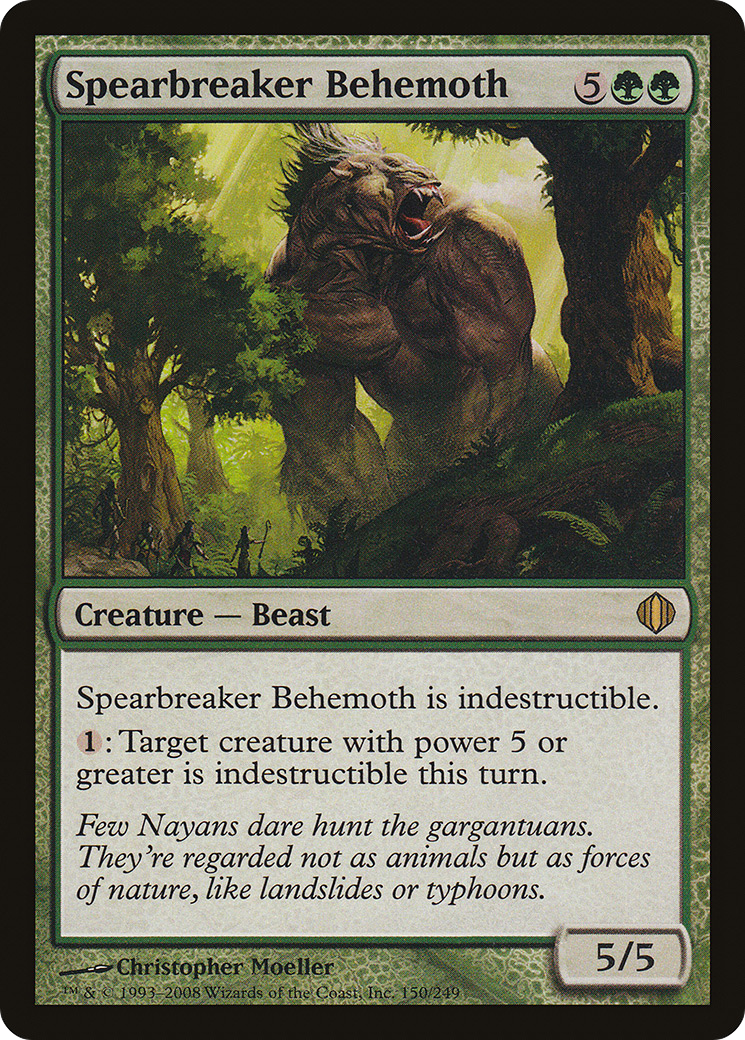 Spearbreaker Behemoth 5
Creature — Beast
Spearbreaker Behemoth is indestructible.
1: Target creature with power 5 or
greater is indestructible this turn.
Few Nayans dare hunt the gargantuans.
They're regarded not as animals but as forces
of nature, like landslides or typhoons.
5/5
Christopher Moeller
™ & © 1993–2008 Wizards of the Coast, Inc. 150/249